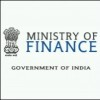 MINISTRY OF
FINANCE
GOVERNMENT OF INDIA